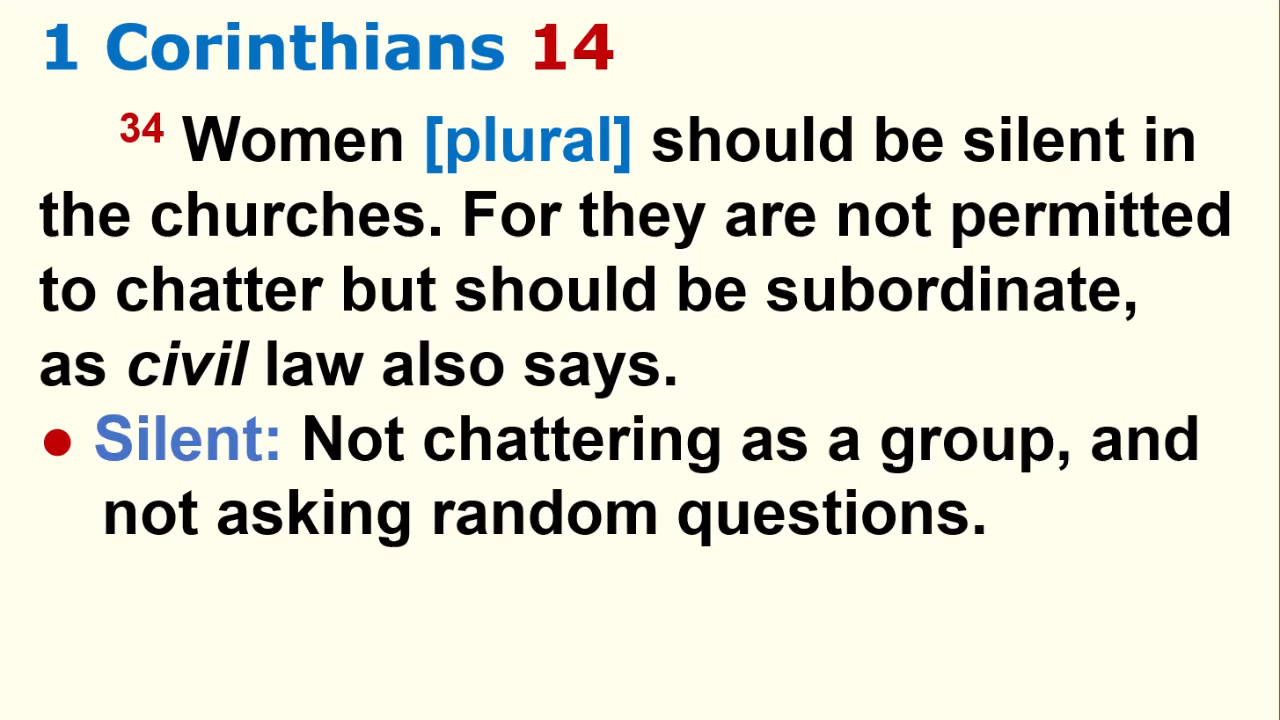 1 Corinthians 14
34 Women [plural] should be silent in
the churches. For they are not permitted
to chatter but should be subordinate,
as civil law also says.
● Silent: Not chattering as a group, and
not asking random questions.